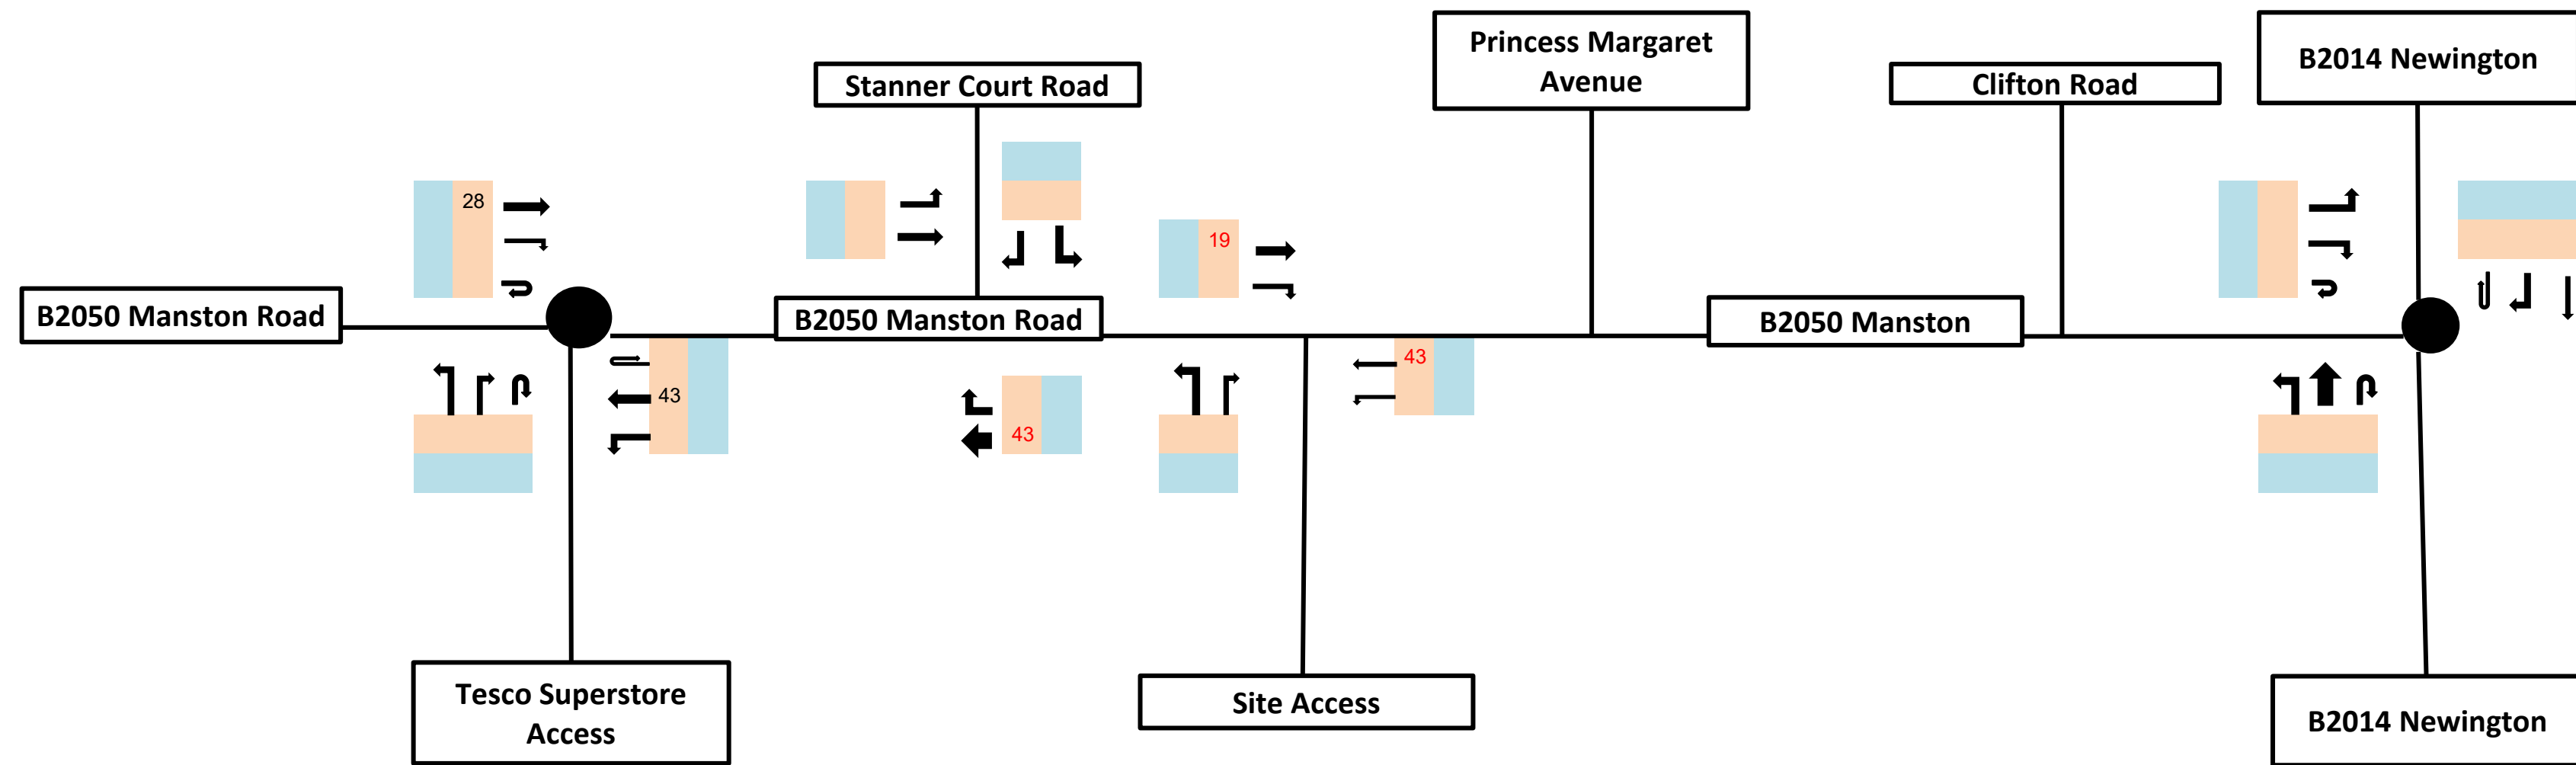 Princess Margaret
Avenue
B2014 Newington
Stanner Court Road
Clifton Road
28
19
B2050 Manston Road
B2050 Manston Road
B2050 Manston
43
43
43
Tesco Superstore
Access
Site Access
B2014 Newington